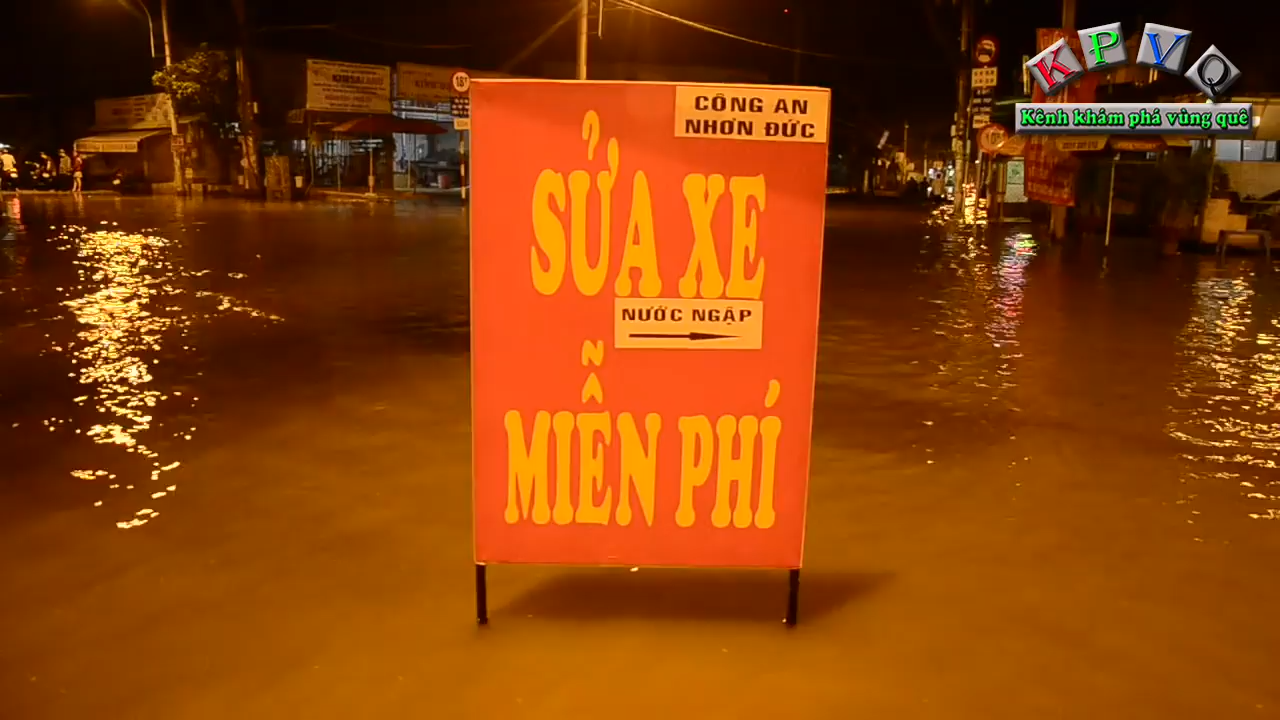 KPVQ
Kênh khám phá vùng quê
CÔNG AN
NHƠN ĐỨC
SỬA XE
NƯỚC NGẬP
MIỄN PHÍ